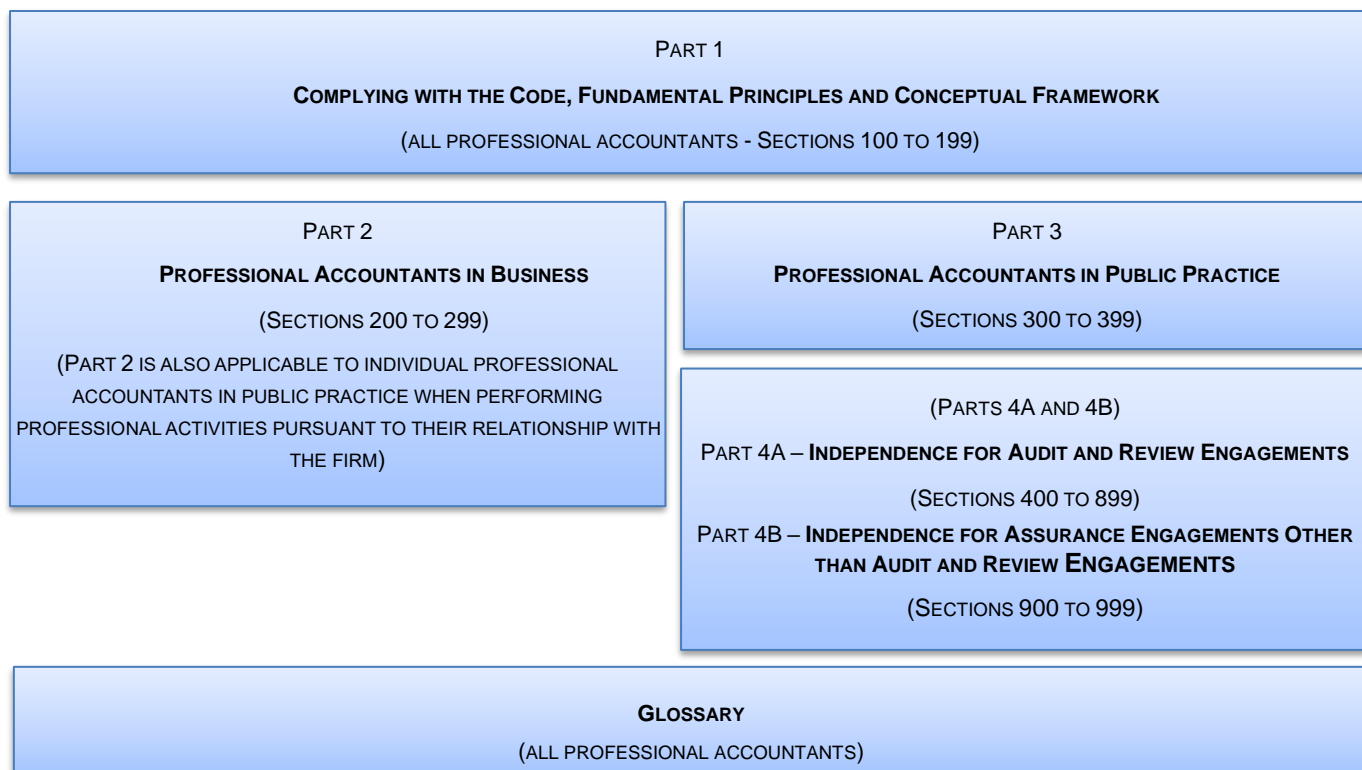 PART 1
COMPLYING WITH THE CODE, FUNDAMENTAL PRINCIPLES AND CONCEPTUAL FRAMEWORK
(ALL PROFESSIONAL ACCOUNTANTS - SECTIONS 100 TO 199)
PART 2
PROFESSIONAL ACCOUNTANTS IN BUSINESS
(SECTIONS 200 TO 299)
(PART 2 IS ALSO APPLICABLE TO INDIVIDUAL PROFESSIONAL
ACCOUNTANTS IN PUBLIC PRACTICE WHEN PERFORMING
PROFESSIONAL ACTIVITIES PURSUANT TO THEIR RELATIONSHIP WITH
THE FIRM)
PART 3
PROFESSIONAL ACCOUNTANTS IN PUBLIC PRACTICE
(SECTIONS 300 TO 399)
(PARTS 4A AND 4B)
PART 4A – INDEPENDENCE FOR AUDIT AND REVIEW ENGAGEMENTS
(SECTIONS 400 TO 899)
PART 4B – INDEPENDENCE FOR ASSURANCE ENGAGEMENTS OTHER
THAN AUDIT AND REVIEW ENGAGEMENTS
(SECTIONS 900 TO 999)
GLOSSARY
(ALL PROFESSIONAL ACCOUNTANTS)